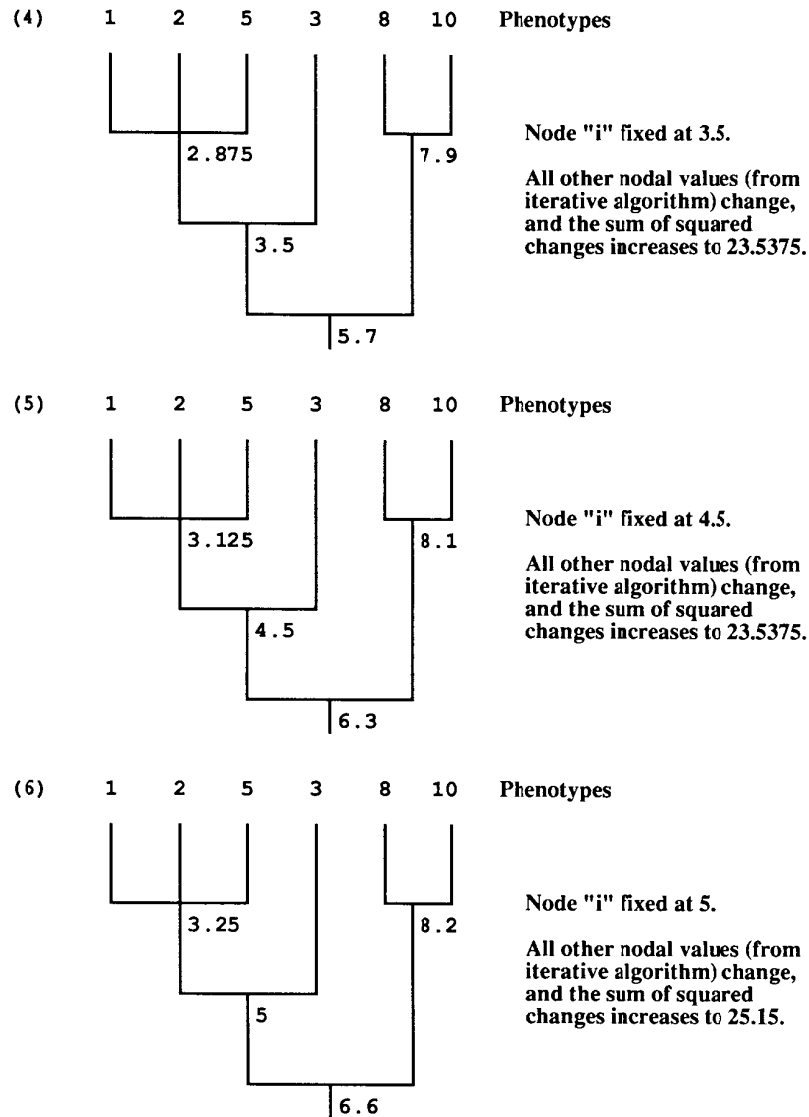 (4) 1 2 5 3 8 10 Phenotypes
Node "i" fixed at 3.5.
2.875 7.9
All other nodal values (from
iterative algorithm) change,
and the sum of squared
changes increases to 23.5375.
3.5
5.7
(5) 1 2 5 3 8 10 Phenotypes
Node "i" fixed at 4.5.
3.125 8.1
All other nodal values (from
iterative algorithm) change,
and the sum of squared
changes increases to 23.5375.
4.5
6.3
(6) 1 2 5 3 8 10 Phenotypes
Node "i" fixed at 5.
3.25 8.2
All other nodal values (from
iterative algorithm) change,
and the sum of squared
changes increases to 25.15.
5
6.6